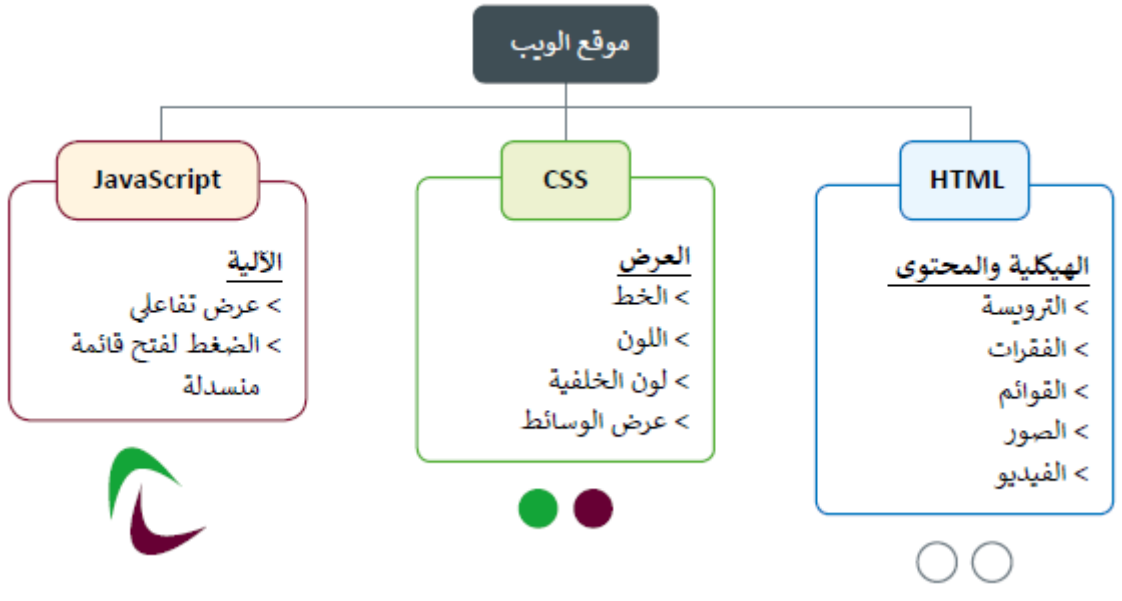 موقع الويب
HTML
الهيكلية والمحتوى
> الترويسة
> الفقرات
> القوائم
> الصور
> الفيديو
CSS
العرض
> الخط
> اللون
> لون الخلفية
> عرض الوسائط
JavaScript
الآلية
> عرض تفاعلي
> الضغط لفتح قائمة
منسدلة